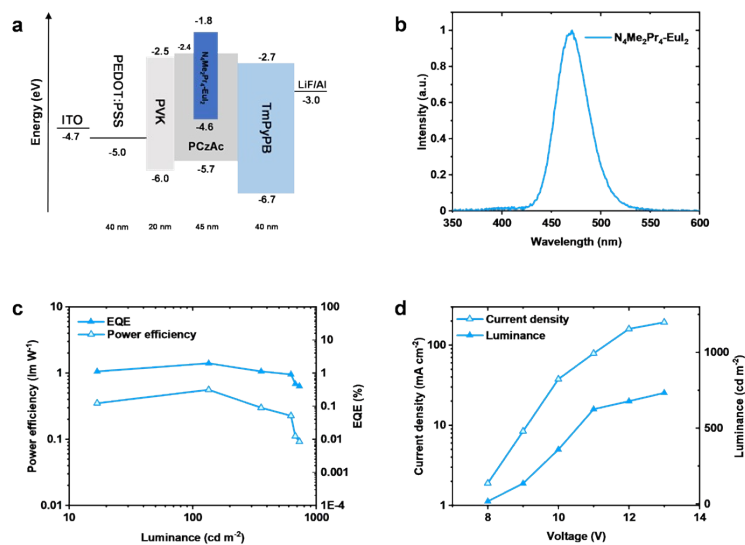 a
Energy (eV)
ITO
-4.7
PEDOT:PSS
-5.0
-2.5
PVK
-6.0
-2.4
-1.8
N₄Me₂Pr₄-EuI₂
-4.6
PCzAc
-5.7
-2.7
TmPyPB
-6.7
LiF/Al
-3.0
40 nm 20 nm 45 nm 40 nm
b
N₄Me₂Pr₄-EuI₂
Intensity (a.u.)
1
0.8
0.6
0.4
0.2
0
350 400 450 500 550 600
Wavelength (nm)
c
EQE
Power efficiency
Power efficiency (lm W⁻¹)
10
1
0.1
0.01
EQE (%)
100
10
1
0.1
0.01
0.001
1E-4
10 100 1000
Luminance (cd m⁻²)
d
Current density
Luminance
Current density (mA cm⁻²)
100
10
1
Luminance (cd m⁻²)
1000
500
0
7 8 9 10 11 12 13 14
Voltage (V)